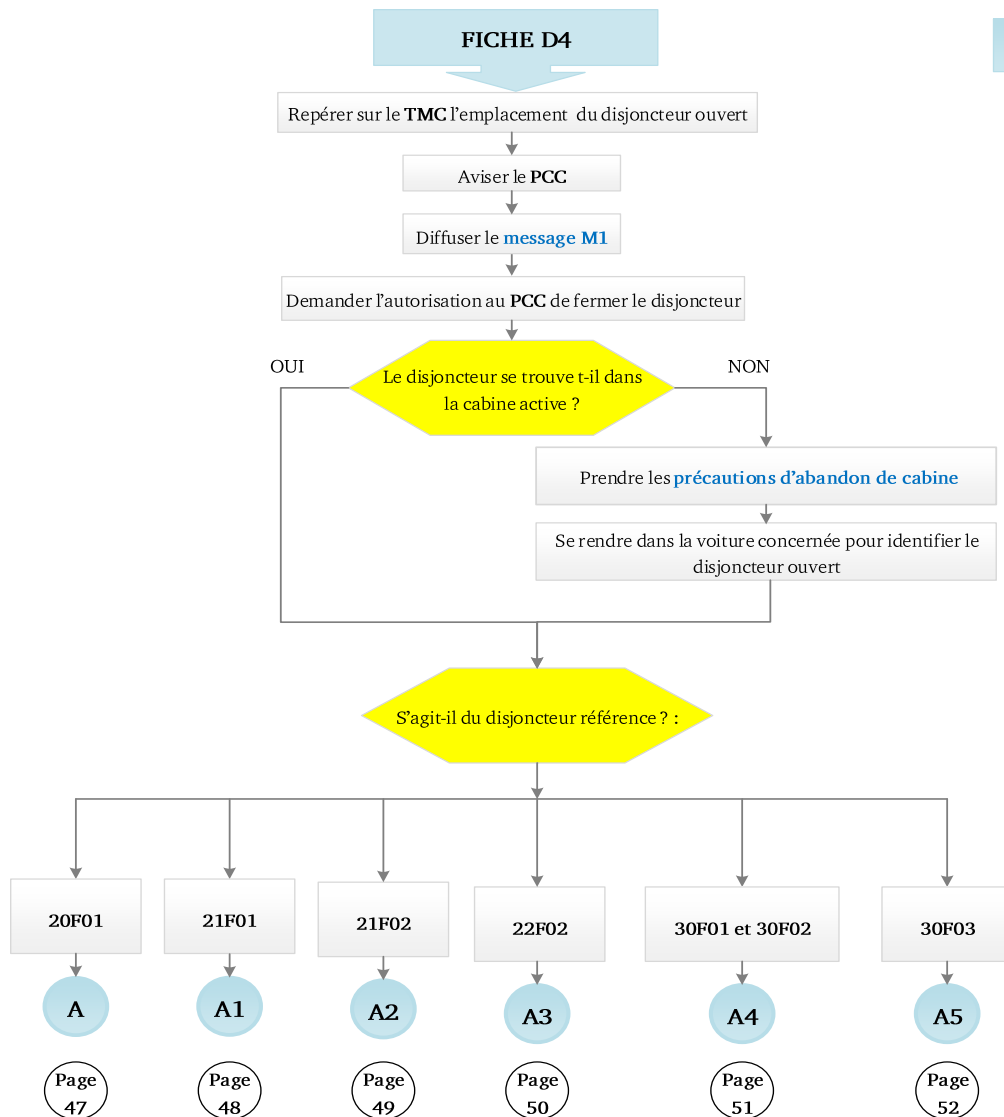 FICHE D4
Repérer sur le TMC l'emplacement du disjoncteur ouvert
Aviser le PCC
Diffuser le message M1
Demander l'autorisation au PCC de fermer le disjoncteur
OUI
NON
Le disjoncteur se trouve t-il dans
la cabine active ?
Prendre les précautions d'abandon de cabine
Se rendre dans la voiture concernée pour identifier le
disjoncteur ouvert
S'agit-il du disjoncteur référence ? :
20F01
21F01
21F02
22F02
30F01 et 30F02
30F03
A
A1
A2
A3
A4
A5
Page
47
Page
48
Page
49
Page
50
Page
51
Page
52